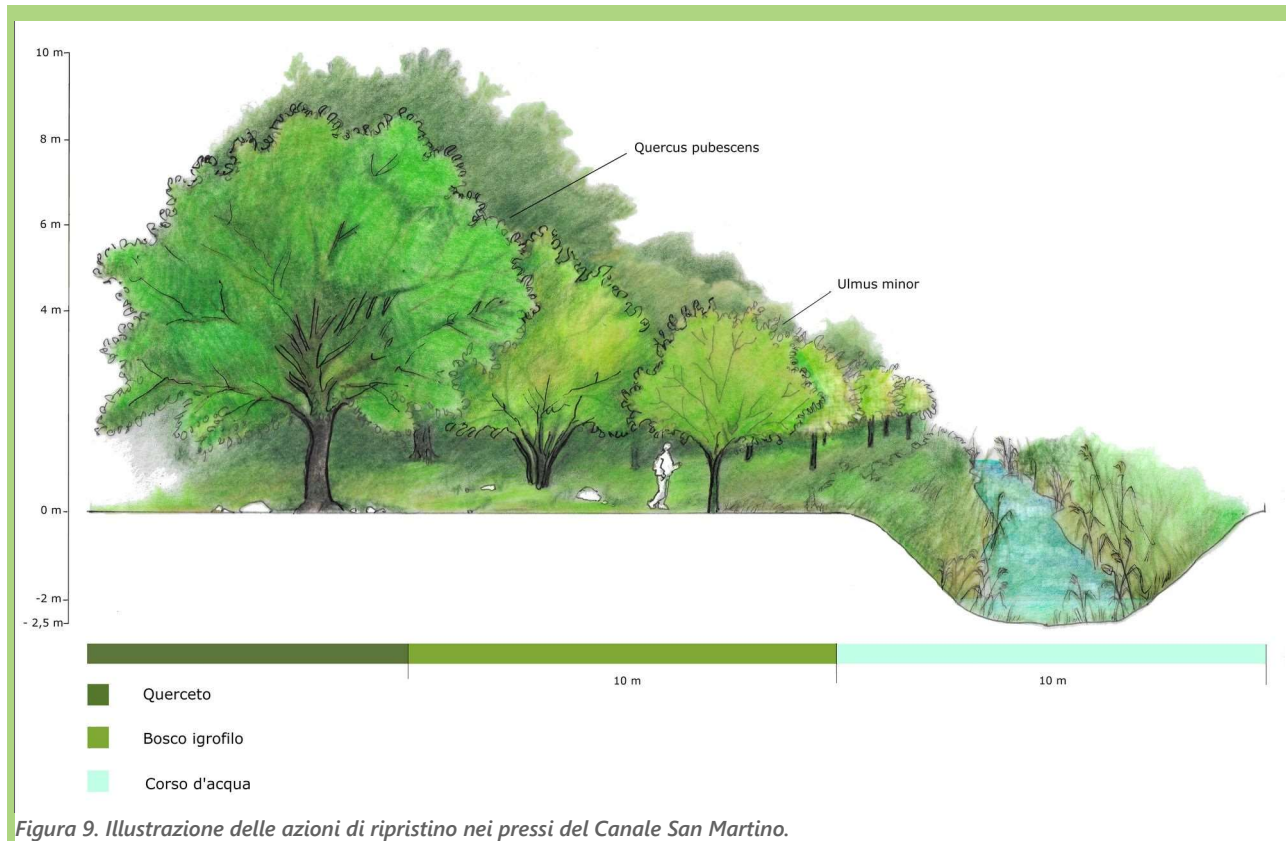 10 m
8 m
6 m
4 m
0 m
-2 m
- 2,5 m
Quercus pubescens
Ulmus minor
10 m
10 m
Querceto
Bosco igrofilo
Corso d'acqua
Figura 9. Illustrazione delle azioni di ripristino nei pressi del Canale San Martino.